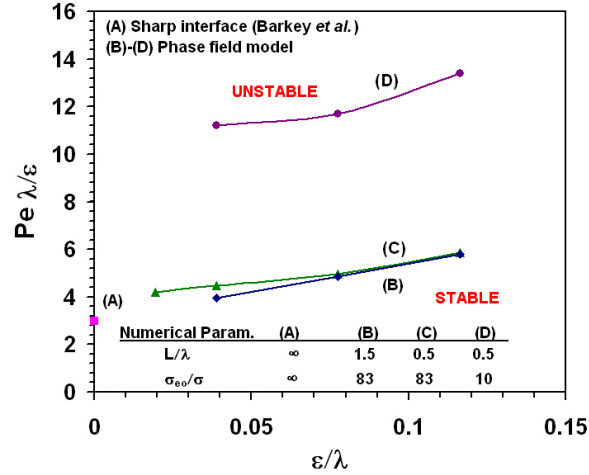 (A) Sharp interface (Barkey et al.)
(B)-(D) Phase field model
UNSTABLE
(D)
(C)
(B)
(A)
STABLE
Numerical Param. (A) (B) (C) (D)
L/λ ∞ 1.5 0.5 0.5
σeo/σ ∞ 83 83 10
16
14
12
10
8
6
4
2
0
Pe λ/ε
0 0.05 0.1 0.15
ε/λ